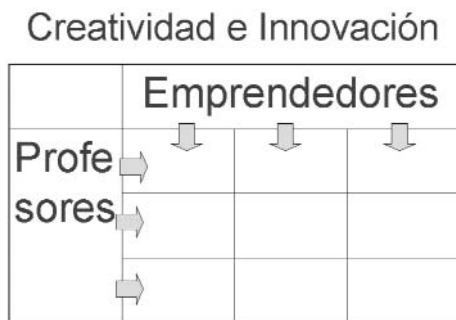 Creatividad e Innovación
Emprendedores
Profe
sores